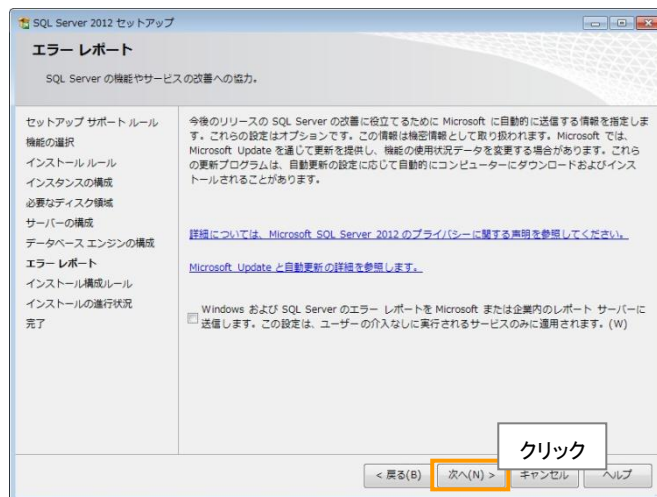 SQL Server 2012 セットアップ
エラー レポート
SQL Server の機能やサービスの改善への協力。
セットアップ サポート ルール
機能の選択
インストール ルール
インスタンスの構成
必要なディスク領域
サーバーの構成
データベース エンジンの構成
エラー レポート
インストール構成ルール
インストールの進行状況
完了
今後のリリースの SQL Server の改善に役立てるために Microsoft に自動的に送信する情報を指定しま
す。これらの設定はオプションです。この情報は機密情報として取り扱われます。Microsoft では、
Microsoft Update を通じて更新を提供し、機能の使用状況データを変更する場合があります。これら
の更新プログラムは、自動更新の設定に応じて自動的にコンピューターにダウンロードおよびインス
トールされることがあります。
詳細については、Microsoft SQL Server 2012 のプライバシーに関する声明を参照してください。
Microsoft Update と自動更新の詳細を参照します。
Windows および SQL Server のエラー レポートを Microsoft または企業内のレポート サーバーに
送信します。この設定は、ユーザーの介入なしに実行されるサービスのみに適用されます。(W)
クリック
< 戻る(B)
次へ(N) >
キャンセル
ヘルプ